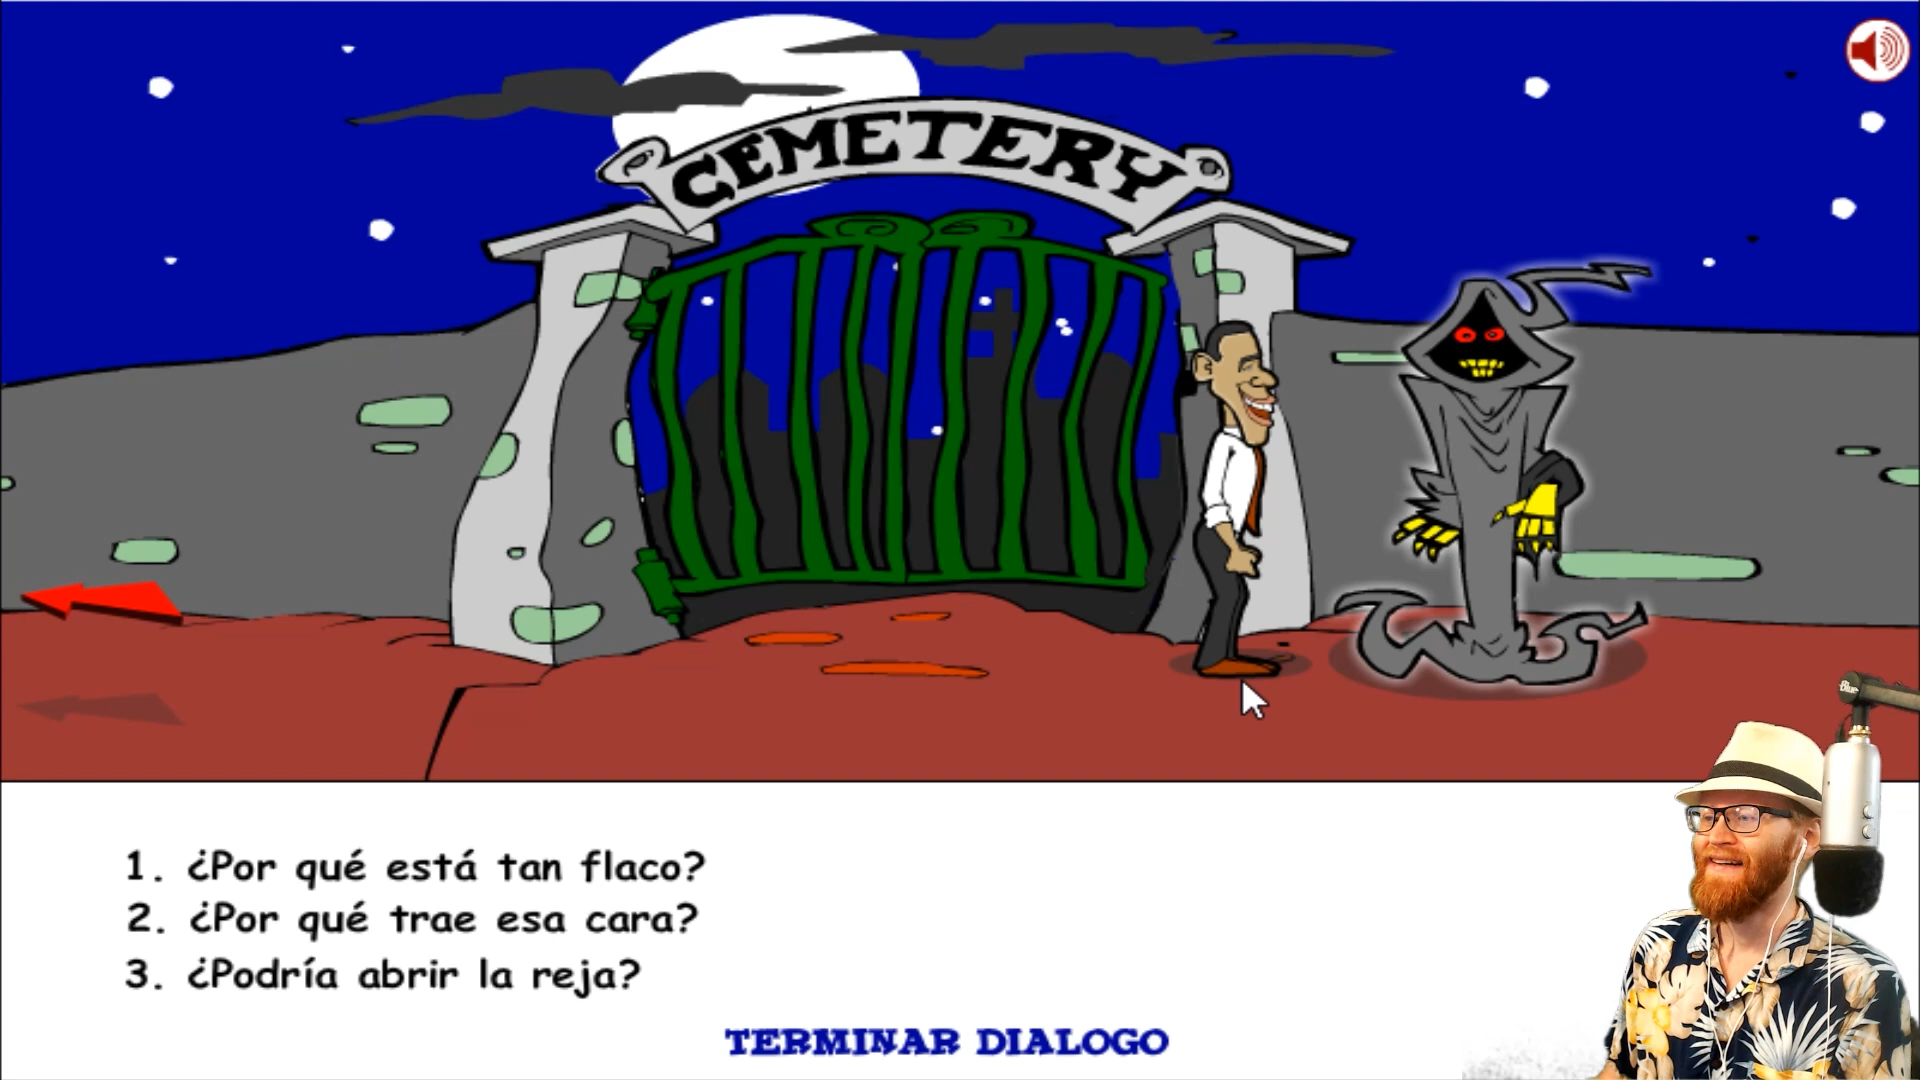 CEMETERY
1. ¿Por qué está tan flaco?
2. ¿Por qué trae esa cara?
3. ¿Podría abrir la reja?
TERMINAR DIALOGO
Blue